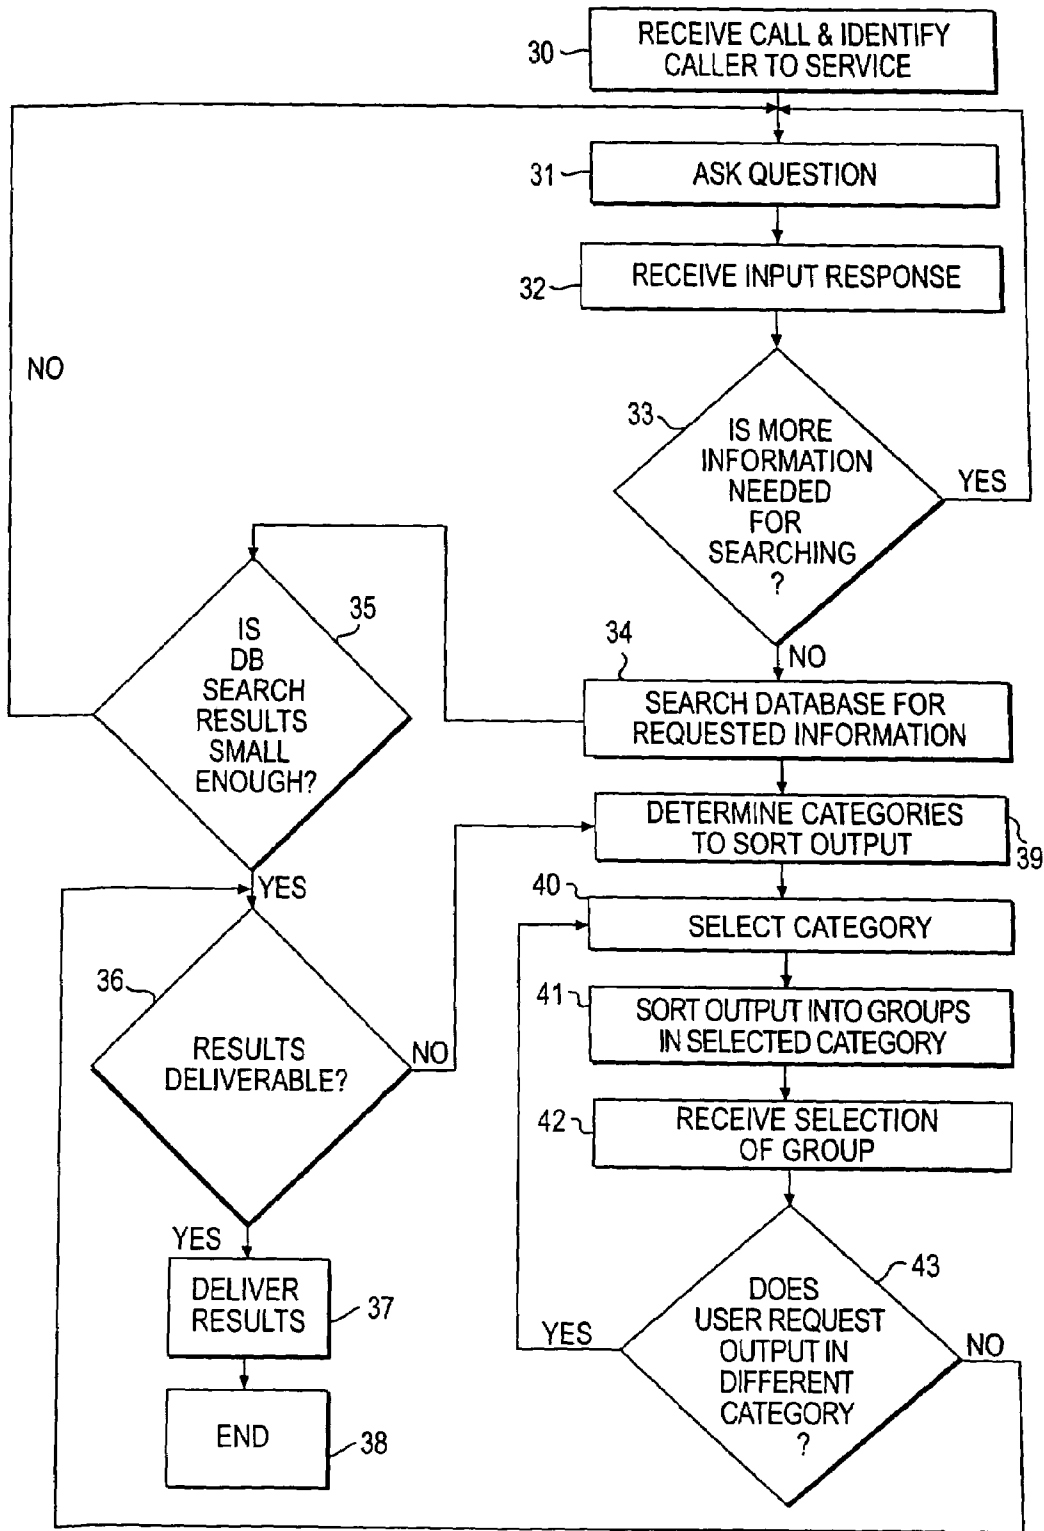 30
RECEIVE CALL & IDENTIFY
CALLER TO SERVICE
31
ASK QUESTION
32
RECEIVE INPUT RESPONSE
NO
33
IS MORE
INFORMATION
NEEDED
FOR
SEARCHING
?
YES
NO
34
SEARCH DATABASE FOR
REQUESTED INFORMATION
35
IS
DB
SEARCH
RESULTS
SMALL
ENOUGH?
YES
DETERMINE CATEGORIES
TO SORT OUTPUT
39
40
SELECT CATEGORY
36
RESULTS
DELIVERABLE?
NO
41
SORT OUTPUT INTO GROUPS
IN SELECTED CATEGORY
42
RECEIVE SELECTION
OF GROUP
YES
DELIVER
RESULTS
37
END
38
43
DOES
USER REQUEST
OUTPUT IN
DIFFERENT
CATEGORY
?
YES
NO